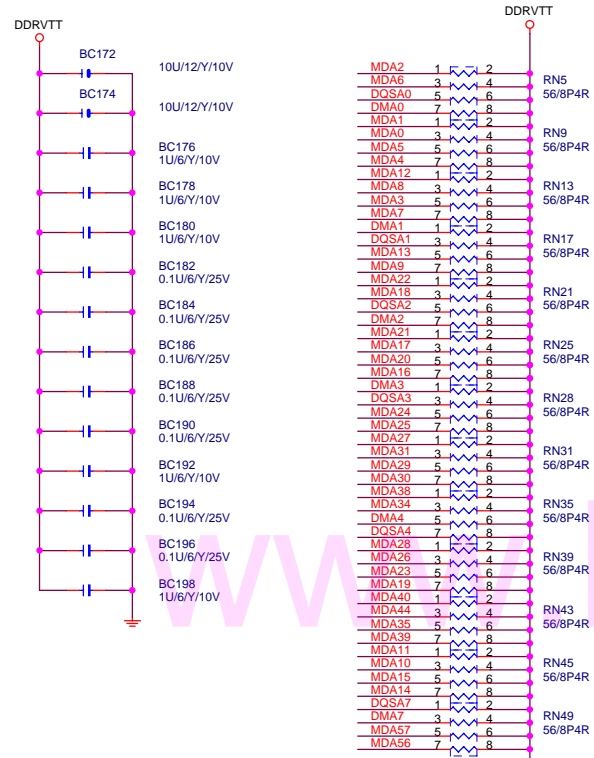 DDRVTT
BC172
10U/12/Y/10V
BC174
10U/12/Y/10V
BC176
1U/6/Y/10V
BC178
1U/6/Y/10V
BC180
1U/6/Y/10V
BC182
0.1U/6/Y/25V
BC184
0.1U/6/Y/25V
BC186
0.1U/6/Y/25V
BC188
0.1U/6/Y/25V
BC190
0.1U/6/Y/25V
BC192
1U/6/Y/10V
BC194
0.1U/6/Y/25V
BC196
0.1U/6/Y/25V
BC198
1U/6/Y/10V
DDRVTT
MDA2 1 2
MDA6 3 4 RN5
DQSA0 5 6 56/8P4R
DMA0 7 8
MDA1 1 2
MDA0 3 4 RN9
MDA5 5 6 56/8P4R
MDA4 7 8
MDA12 1 2
MDA8 3 4 RN13
MDA3 5 6 56/8P4R
MDA7 7 8
DMA1 1 2
DQSA1 3 4 RN17
MDA13 5 6 56/8P4R
MDA9 7 8
MDA22 1 2
MDA18 3 4 RN21
DQSA2 5 6 56/8P4R
DMA2 7 8
MDA21 1 2
MDA17 3 4 RN25
MDA20 5 6 56/8P4R
MDA16 7 8
DMA3 1 2
DQSA3 3 4 RN28
MDA24 5 6 56/8P4R
MDA25 7 8
MDA27 1 2
MDA31 3 4 RN31
MDA29 5 6 56/8P4R
MDA30 7 8
MDA38 1 2
MDA34 3 4 RN35
DMA4 5 6 56/8P4R
DQSA4 7 8
MDA28 1 2
MDA26 3 4 RN39
MDA23 5 6 56/8P4R
MDA19 7 8
MDA40 1 2
MDA44 3 4 RN43
MDA35 5 6 56/8P4R
MDA39 7 8
MDA11 1 2
MDA10 3 4 RN45
MDA15 5 6 56/8P4R
MDA14 7 8
DQSA7 1 2
DMA7 3 4 RN49
MDA57 5 6 56/8P4R
MDA56 7 8
www.